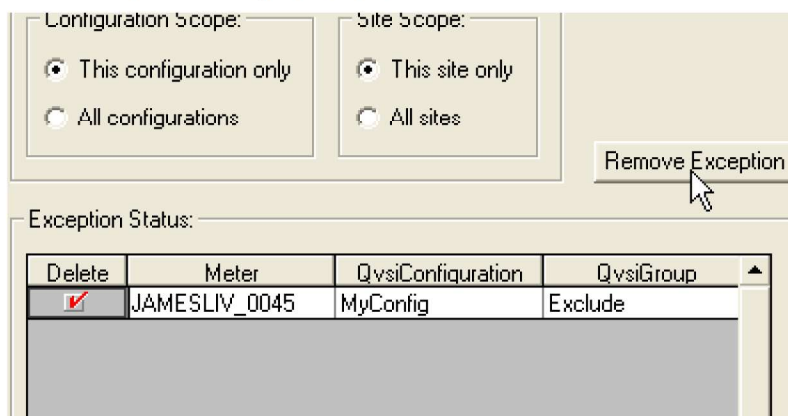 Configuration Scope:
Site Scope:
This configuration only
This site only
All configurations
All sites
Remove Exception
Exception Status:
Delete Meter QvsiConfiguration QvsiGroup
JAMESLIV_0045 MyConfig Exclude